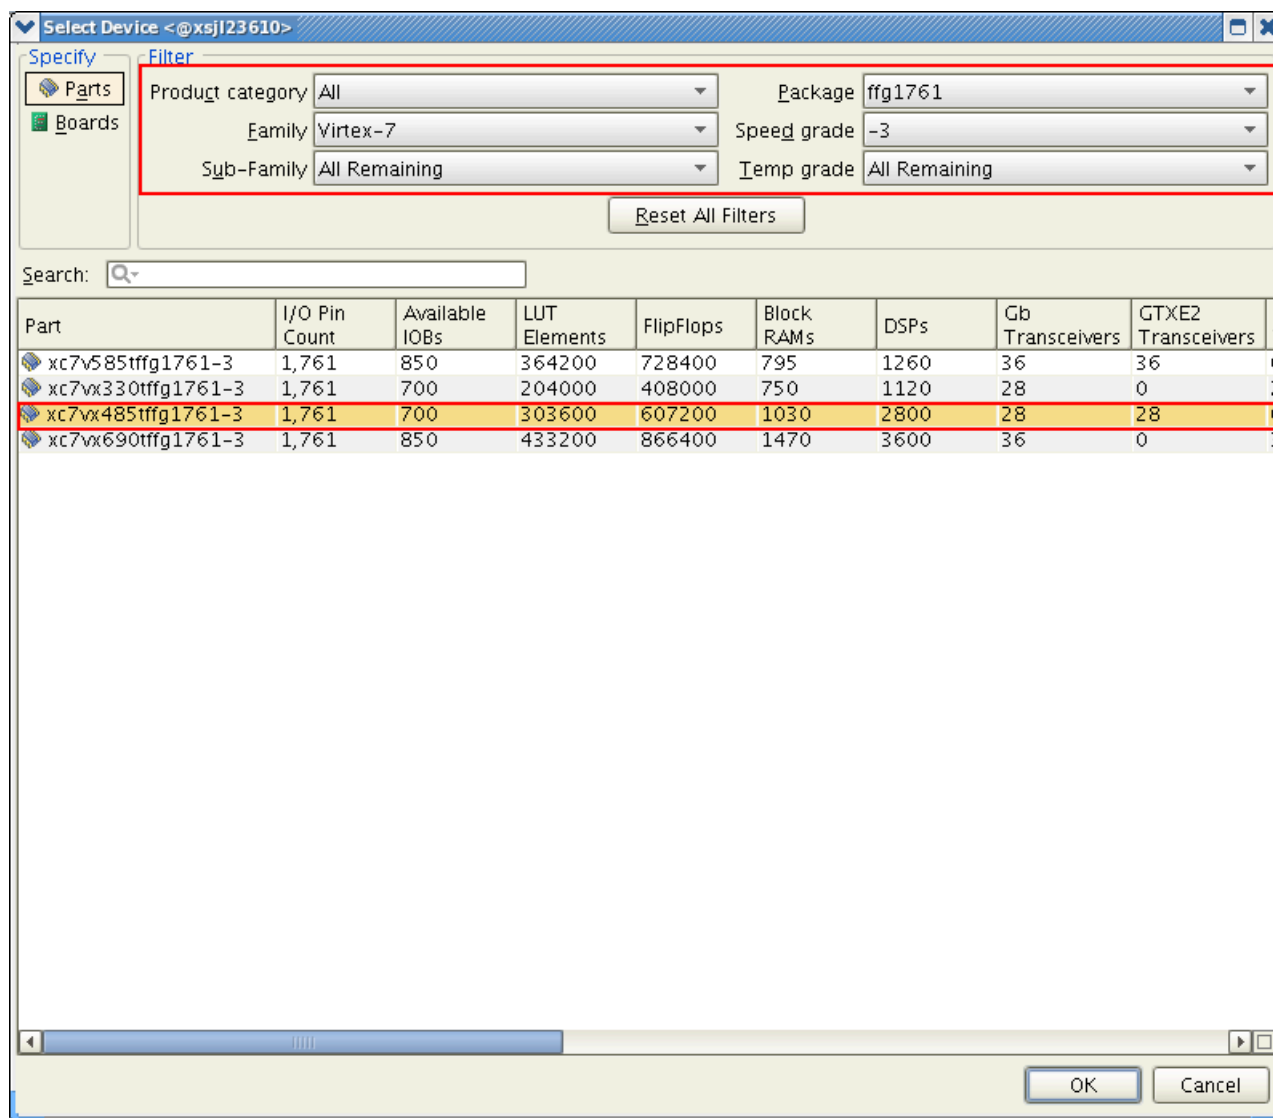 Select Device <@xsjl23610>
Specify
Filter
Parts
Boards
Product category All
Package ffg1761
Family Virtex-7
Speed grade -3
Sub-Family All Remaining
Temp grade All Remaining
Reset All Filters
Search:
Part I/O Pin Count Available IOBs LUT Elements FlipFlops Block RAMs DSPs Gb Transceivers GTXE2 Transceivers
xc7v585tffg1761-3 1,761 850 364200 728400 795 1260 36 36
xc7vx330tffg1761-3 1,761 700 204000 408000 750 1120 28 0
xc7vx485tffg1761-3 1,761 700 303600 607200 1030 2800 28 28
xc7vx690tffg1761-3 1,761 850 433200 866400 1470 3600 36 0
OK
Cancel